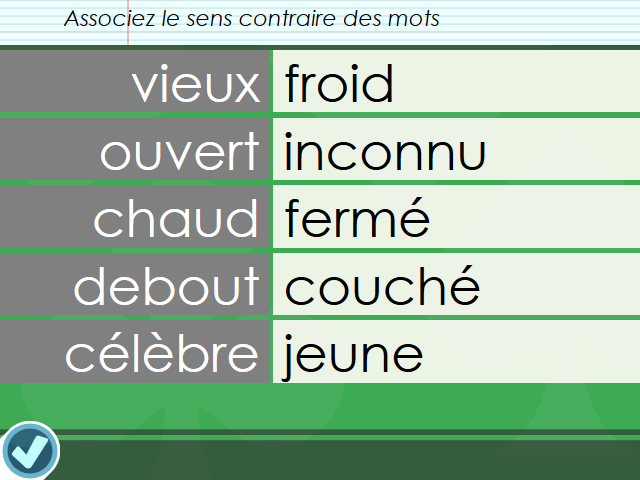 Associez le sens contraire des mots
vieux froid
ouvert inconnu
chaud fermé
debout couché
célèbre jeune